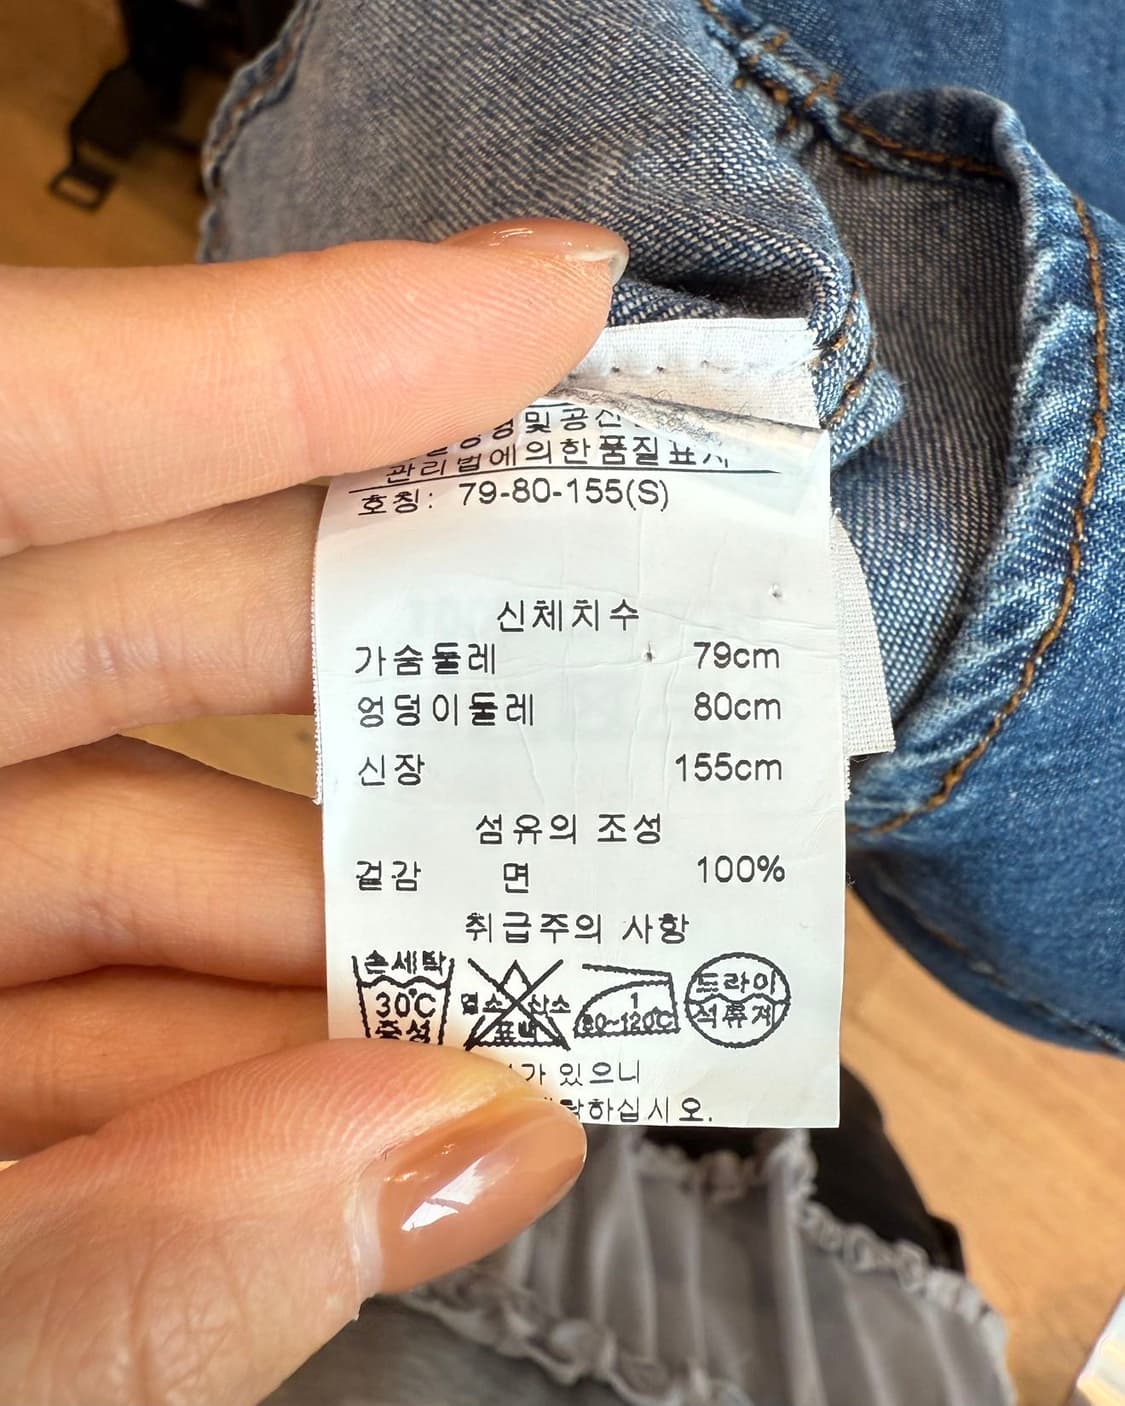 및공산
관리법에의한품질표시
호칭: 79-80-155(S)
신체치수
가슴둘레 79cm
엉덩이둘레 80cm
신장 155cm
섬유의 조성
겉감 면 100%
취급주의 사항
손세탁
30℃
중성
염소 산소
표백
1
80~120℃
드라이
석유계
가 있으니
하십시오.